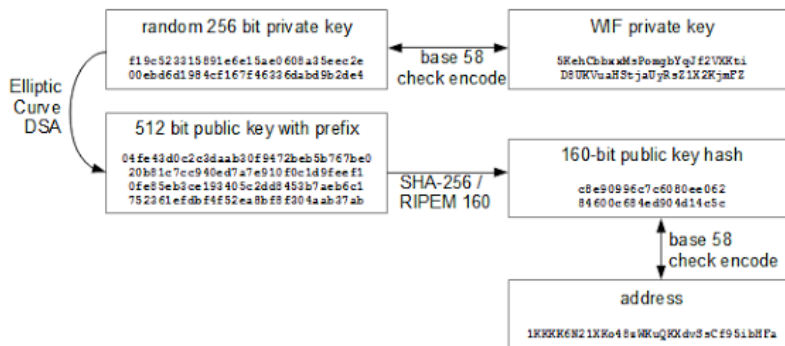 random 256 bit private key
f19c523315891e6e15ae0608a35eec2e
00ebd6d1984cf167f46336dabd9b2de4
base 58
check encode
WIF private key
5KehCbbxxMsPomgbYqJf2VXKti
D8UKVuaHStjaUyRsZ1X2KjmFZ
Elliptic
Curve
DSA
512 bit public key with prefix
04fe43d0c2c3daab30f9472beb5b767be0
20b81c7cc940ed7a7e910f0c1d9feef1
0fe85eb3ce193405c2dd8453b7aeb6c1
752361efdbf4f52ea8bf8f304aab37ab
SHA-256 /
RIPEM 160
160-bit public key hash
c8e90996c7c6080ee062
84600c684ed904d14c5c
base 58
check encode
address
1KKKK6N21XKo48zWKuQKXdvSsCf95ibHFa